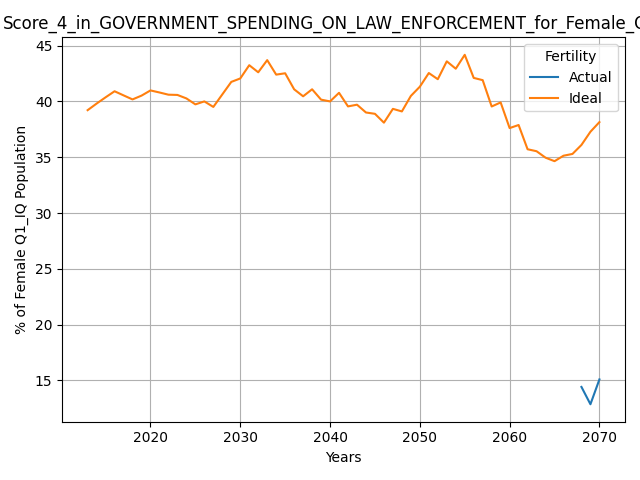 Score_4_in_GOVERNMENT_SPENDING_ON_LAW_ENFORCEMENT_for_Female_
45
40
35
30
25
20
15
% of Female Q1_IQ Population
Fertility
Actual
Ideal
2020
2030
2040
2050
2060
2070
Years